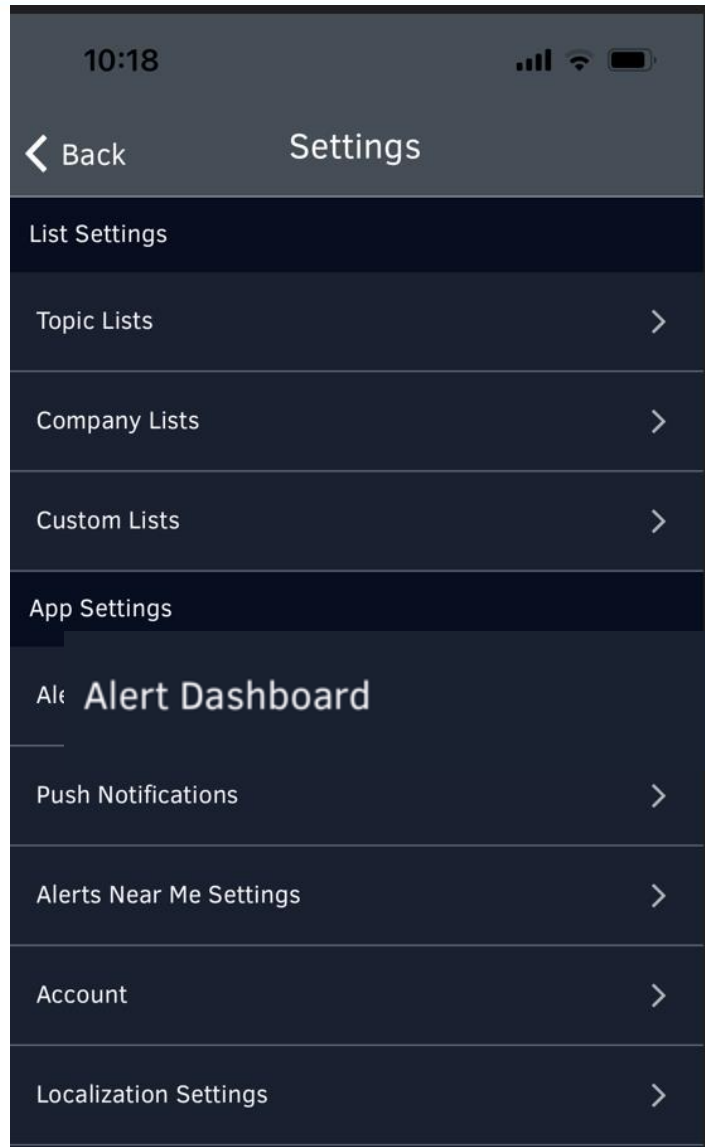 10:18
Back
Settings
List Settings
Topic Lists
Company Lists
Custom Lists
App Settings
Alert Dashboard
Push Notifications
Alerts Near Me Settings
Account
Localization Settings